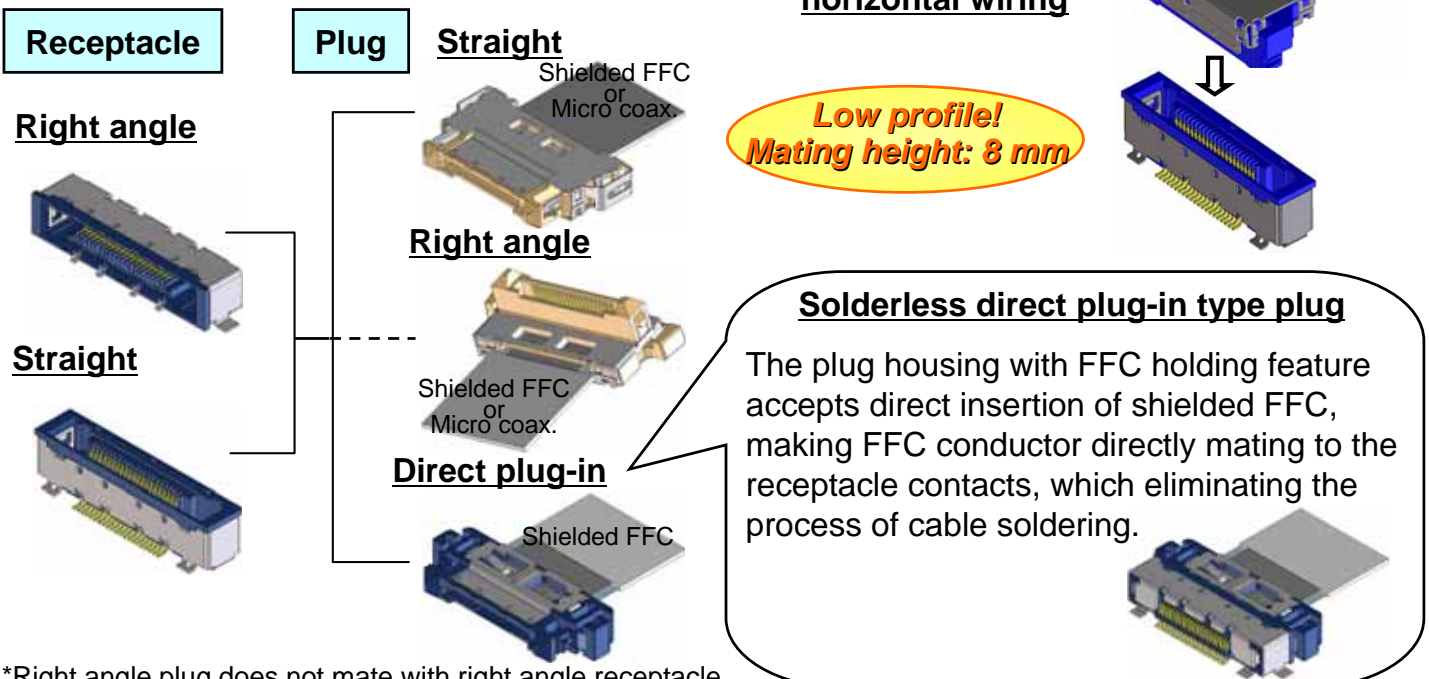 horizontal wiring
Receptacle
Plug
Straight
Shielded FFC
or
Micro coax.
Right angle
Low profile!
Mating height: 8 mm
Right angle
Straight
Shielded FFC
or
Micro coax.
Direct plug-in
Shielded FFC
Solderless direct plug-in type plug
The plug housing with FFC holding feature
accepts direct insertion of shielded FFC,
making FFC conductor directly mating to the
receptacle contacts, which eliminating the
process of cable soldering.
*Right angle plug does not mate with right angle receptacle